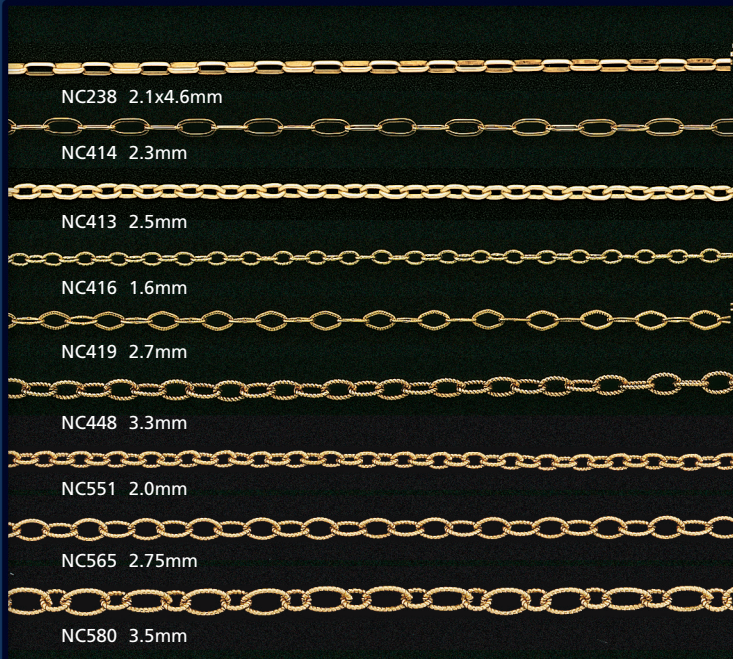 NC238 2.1x4.6mm
NC414 2.3mm
NC413 2.5mm
NC416 1.6mm
NC419 2.7mm
NC448 3.3mm
NC551 2.0mm
NC565 2.75mm
NC580 3.5mm